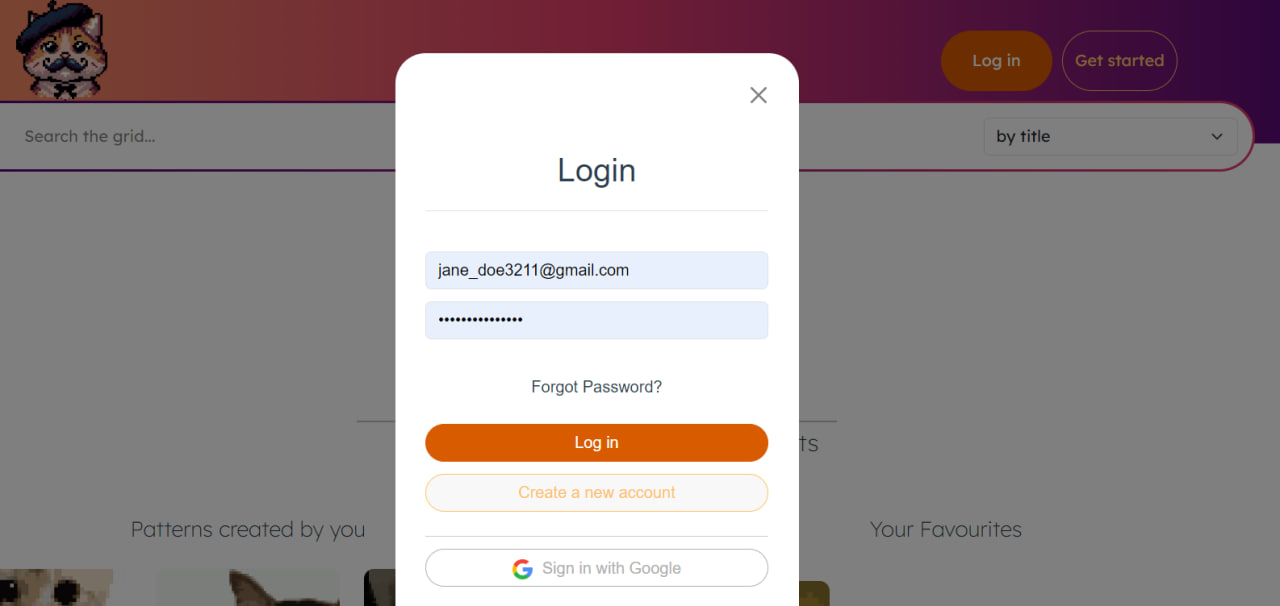 Log in
Get started
Search the grid...
by title
Login
jane_doe3211@gmail.com
•••••••••••••••
Forgot Password?
Log in
Create a new account
Patterns created by you
Your Favourites
Sign in with Google